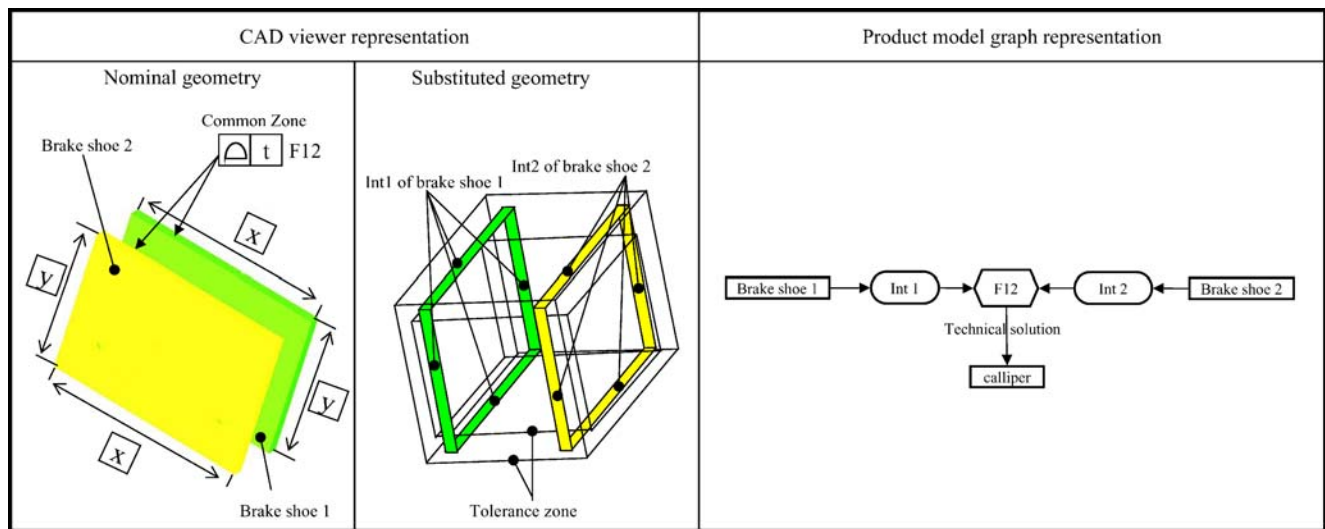 CAD viewer representation
Product model graph representation
Nominal geometry
Substituted geometry
Common Zone
t F12
Brake shoe 2
x
y
y
x
Brake shoe 1
Int1 of brake shoe 1
Int2 of brake shoe 2
Tolerance zone
Brake shoe 1
Int 1
F12
Int 2
Brake shoe 2
Technical solution
calliper